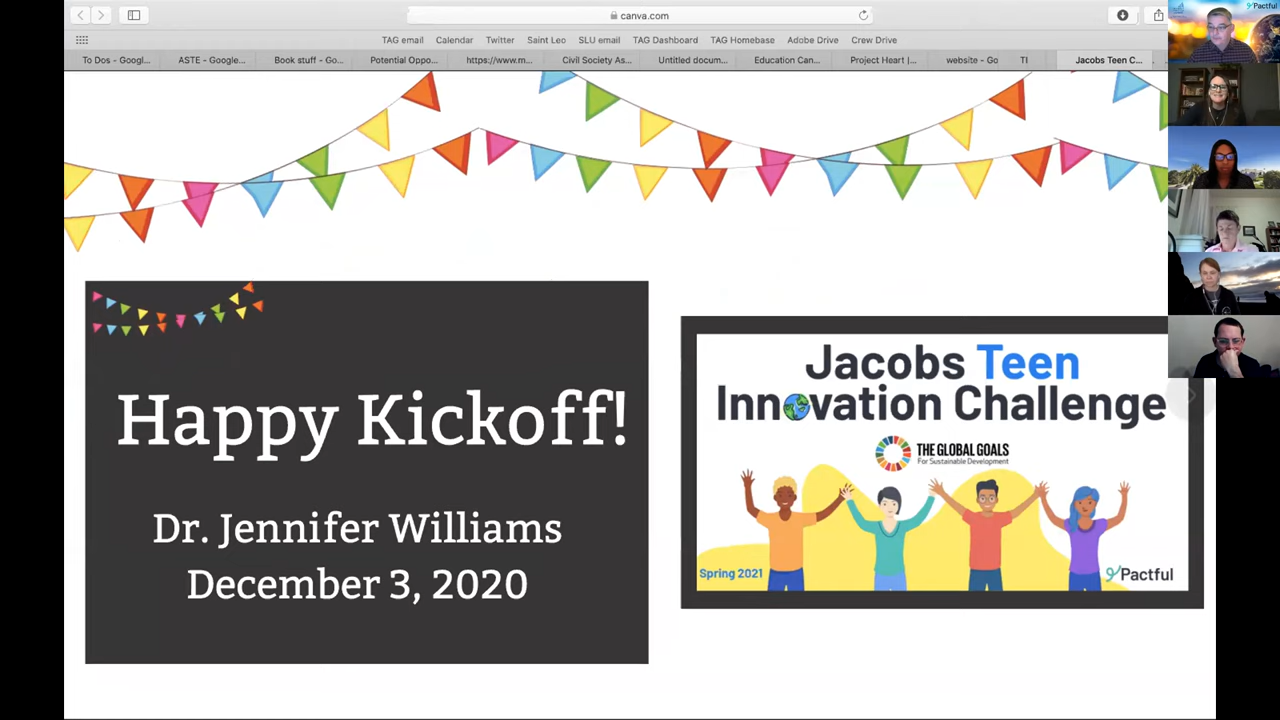 canva.com
Pactful
TAG email Calendar Twitter Saint Leo SLU email TAG Dashboard TAG Homebase Adobe Drive Crew Drive
To Dos - Googl... ASTE - Google... Book stuff - Go... Potential Oppo... https://www.m... Civil Society As... Untitled docum... Education Can... Project Heart |... website - Go TI Jacobs Teen C...
Happy Kickoff!
Dr. Jennifer Williams
December 3, 2020
Jacobs Teen
Innovation Challenge
THE GLOBAL GOALS
For Sustainable Development
Spring 2021
Pactful